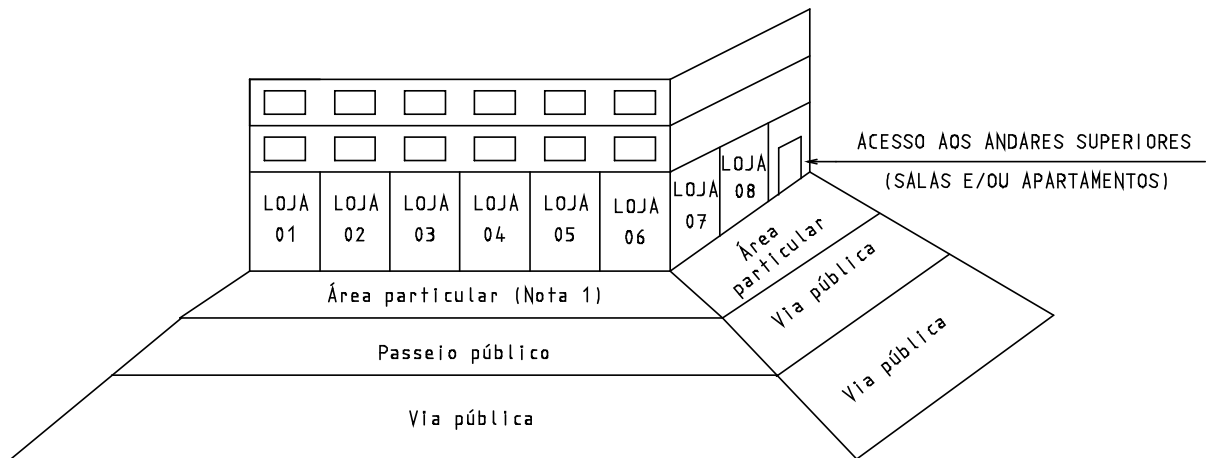 ACESSO AOS ANDARES SUPERIORES
(SALAS E/OU APARTAMENTOS)
LOJA
01
LOJA
02
LOJA
03
LOJA
04
LOJA
05
LOJA
06
LOJA
07
LOJA
08
Área particular (Nota 1)
Passeio público
Via pública
Área
particular
Via pública
Via pública